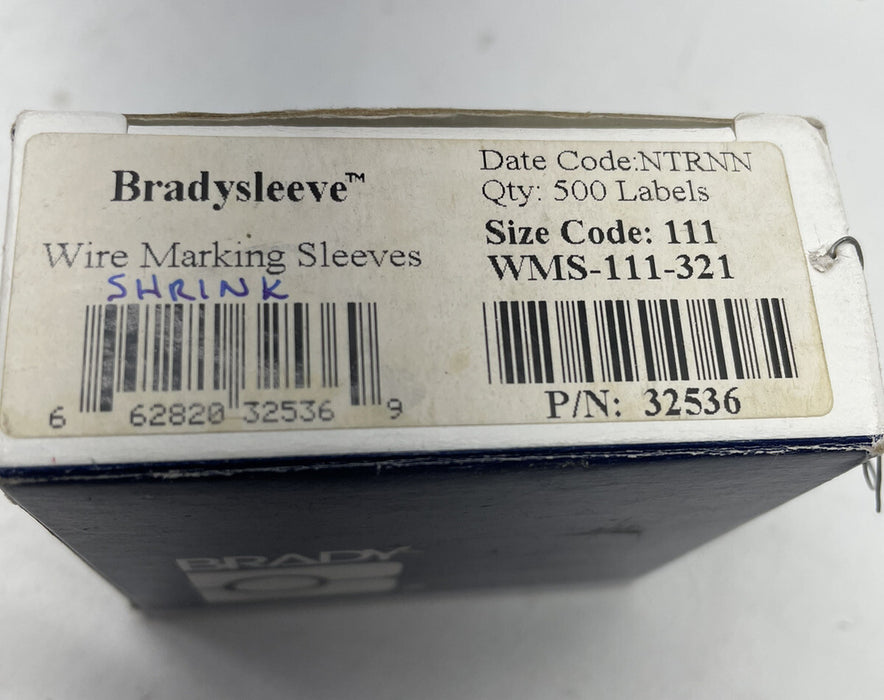 Bradysleeve™
Wire Marking Sleeves
SHRINK
6 62820 32536 9
Date Code:NTRNN
Qty: 500 Labels
Size Code: 111
WMS-111-321
P/N: 32536
BRADY